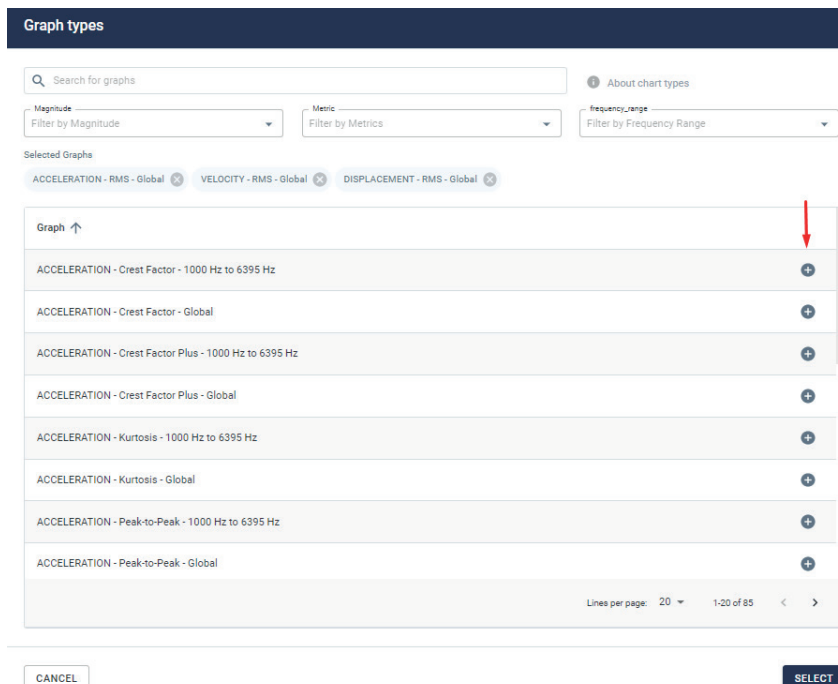 Graph types
Search for graphs
About chart types
Magnitude
Filter by Magnitude
Metric
Filter by Metrics
frequency_range
Filter by Frequency Range
Selected Graphs
ACCELERATION - RMS - Global
VELOCITY - RMS - Global
DISPLACEMENT - RMS - Global
Graph
ACCELERATION - Crest Factor - 1000 Hz to 6395 Hz
ACCELERATION - Crest Factor - Global
ACCELERATION - Crest Factor Plus - 1000 Hz to 6395 Hz
ACCELERATION - Crest Factor Plus - Global
ACCELERATION - Kurtosis - 1000 Hz to 6395 Hz
ACCELERATION - Kurtosis - Global
ACCELERATION - Peak-to-Peak - 1000 Hz to 6395 Hz
ACCELERATION - Peak-to-Peak - Global
Lines per page: 20 1-20 of 85
CANCEL
SELECT